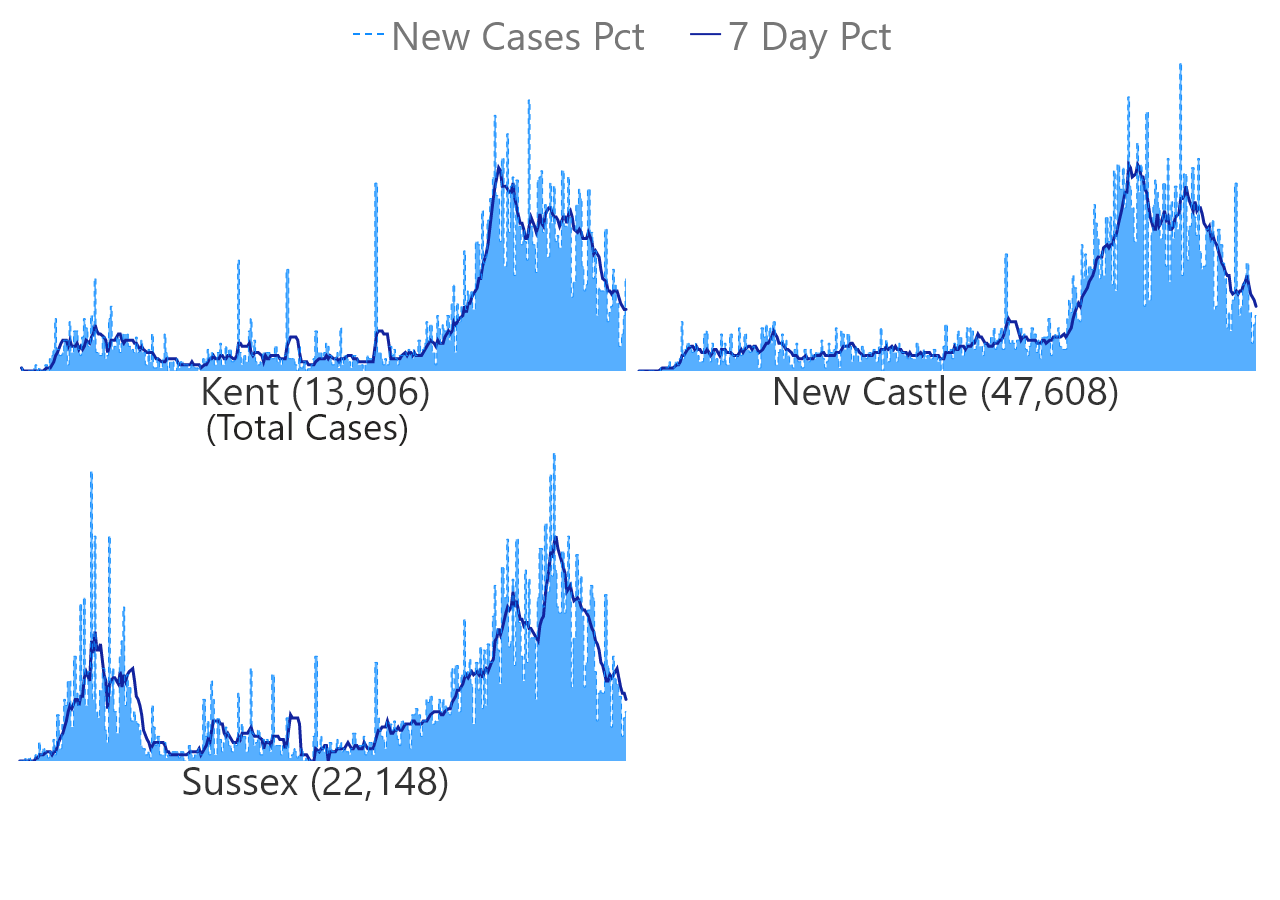 New Cases Pct 7 Day Pct
Kent (13,906)
(Total Cases)
New Castle (47,608)
Sussex (22,148)